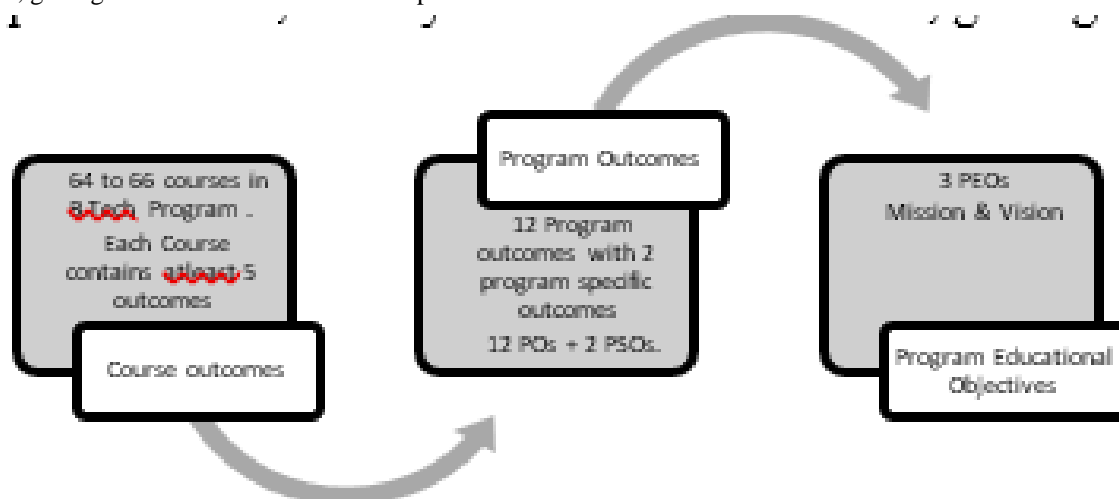 64 to 66 courses in
B Tech Program .
Each Course
contains atleast 5
outcomes
Course outcomes
Program Outcomes
12 Program
outcomes with 2
program specific
outcomes
12 POs + 2 PSOs.
3 PEOs
Mission & Vision
Program Educational
Objectives